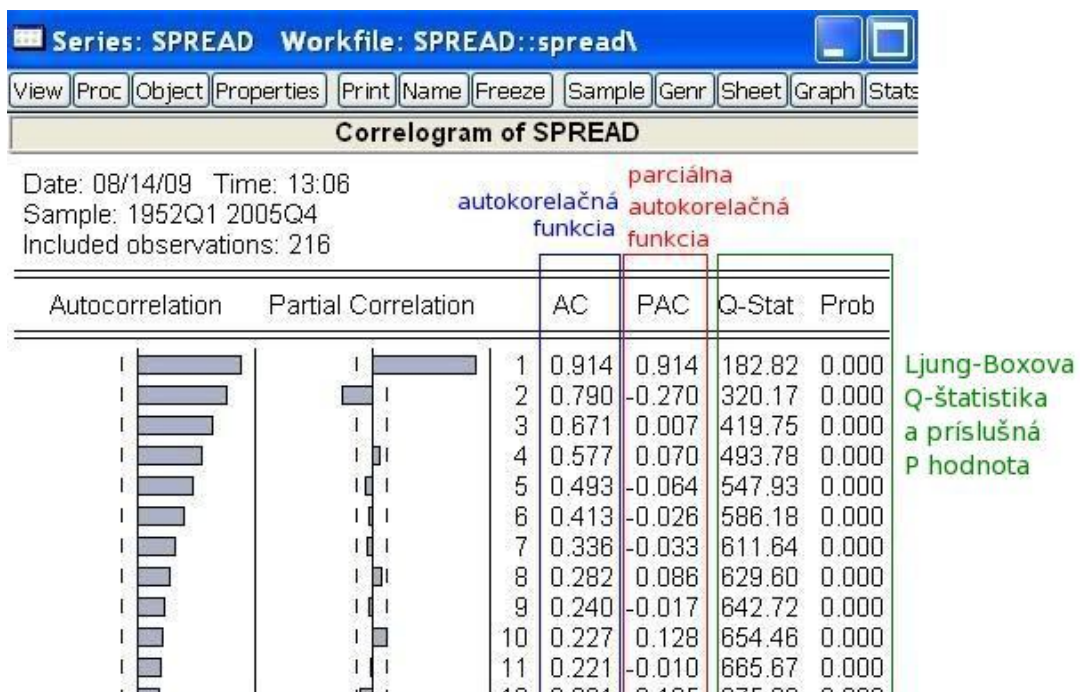 Series: SPREAD Workfile: SPREAD::spread\
View Proc Object Properties Print Name Freeze Sample Genr Sheet Graph Stats
Correlogram of SPREAD
Date: 08/14/09 Time: 13:06
Sample: 1952Q1 2005Q4
Included observations: 216
autokorelačná
funkcia
parciálna
autokorelačná
funkcia
Autocorrelation Partial Correlation AC PAC Q-Stat Prob
1 0.914 0.914 182.82 0.000
2 0.790 -0.270 320.17 0.000
3 0.671 0.007 419.75 0.000
4 0.577 0.070 493.78 0.000
5 0.493 -0.064 547.93 0.000
6 0.413 -0.026 586.18 0.000
7 0.336 -0.033 611.64 0.000
8 0.282 0.086 629.60 0.000
9 0.240 -0.017 642.72 0.000
10 0.227 0.128 654.46 0.000
11 0.221 -0.010 665.67 0.000
Ljung-Boxova
Q-štatistika
a príslušná
P hodnota